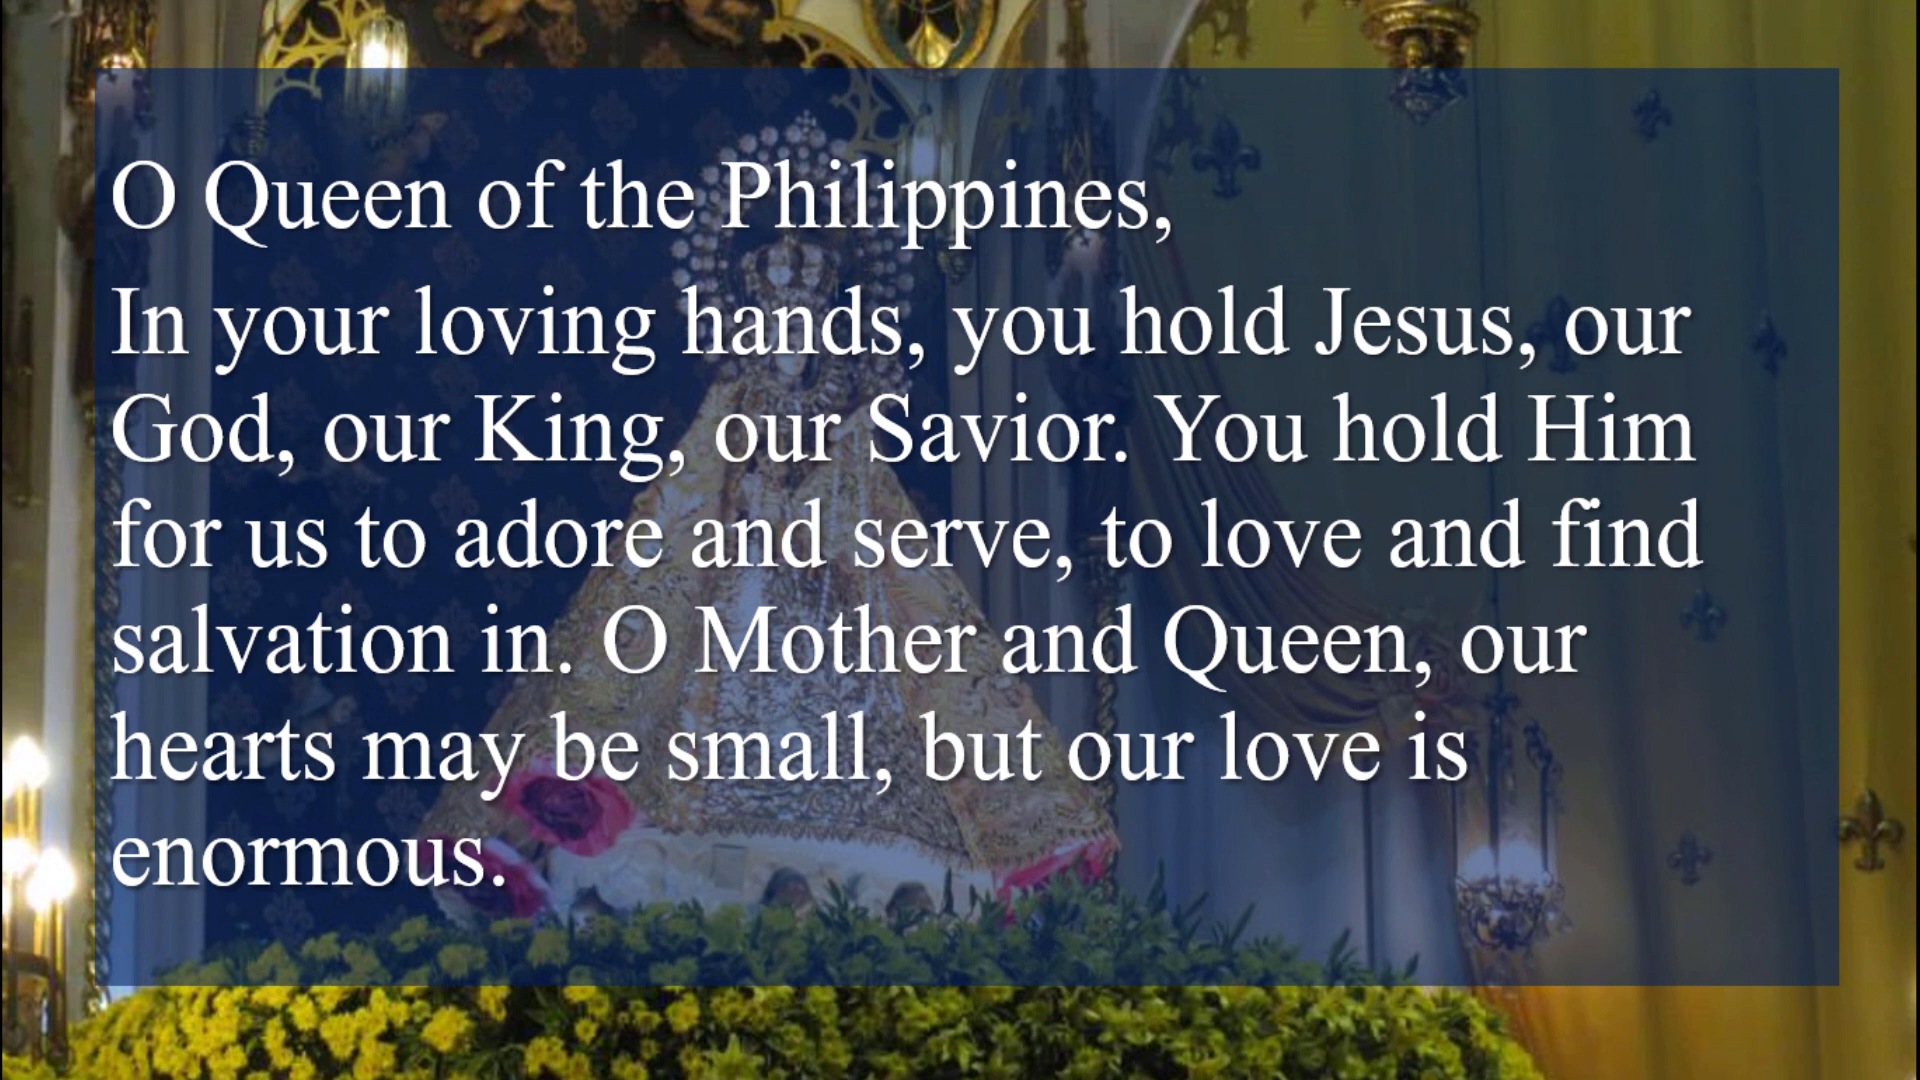 O Queen of the Philippines,
In your loving hands, you hold Jesus, our
God, our King, our Savior. You hold Him
for us to adore and serve, to love and find
salvation in. O Mother and Queen, our
hearts may be small, but our love is
enormous.